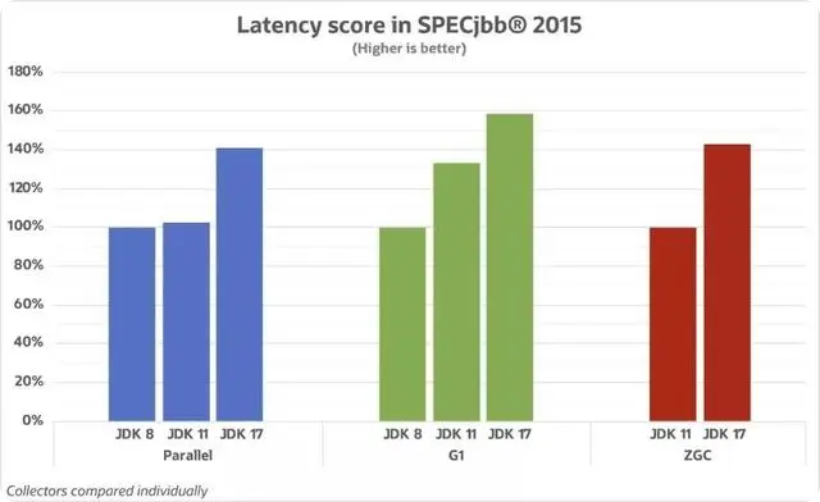 Latency score in SPECjbb® 2015
(Higher is better)
180%
160%
140%
120%
100%
80%
60%
40%
20%
0%
JDK 8 JDK 11 JDK 17 JDK 8 JDK 11 JDK 17 JDK 11 JDK 17
Parallel G1 ZGC
Collectors compared individually